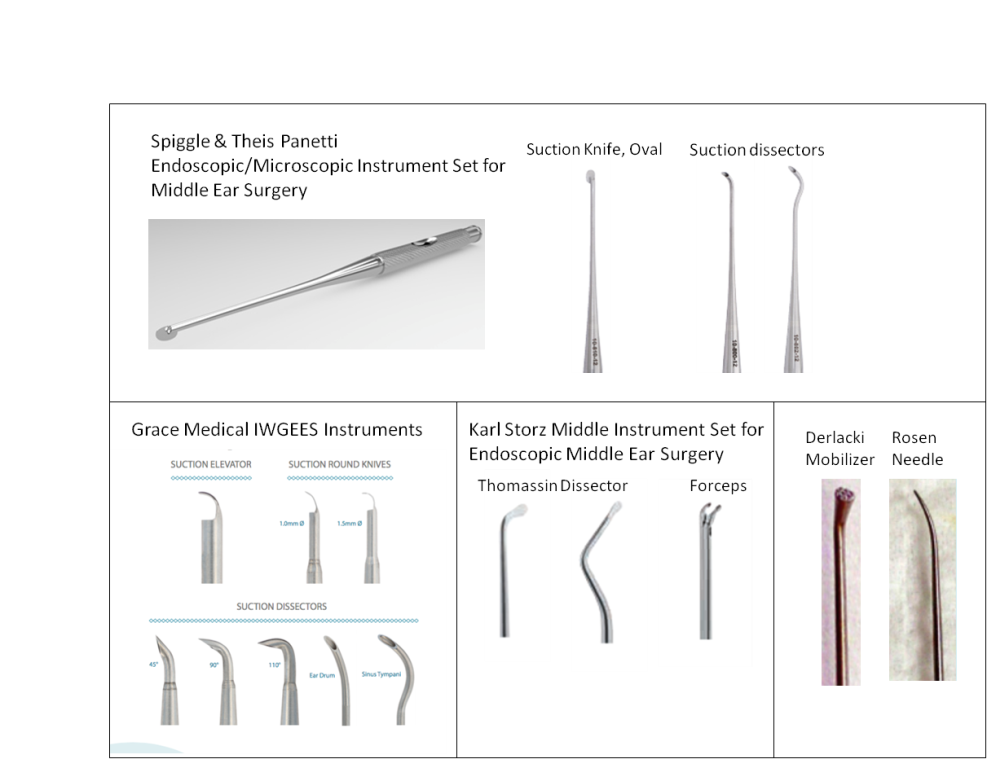 Spiggle & Theis Panetti
Endoscopic/Microscopic Instrument Set for
Middle Ear Surgery
Suction Knife, Oval
Suction dissectors
Grace Medical IWGEES Instruments
SUCTION ELEVATOR
SUCTION ROUND KNIVES
1.0mm Ø
1.5mm Ø
SUCTION DISSECTORS
45°
90°
110°
Ear Drum
Sinus Tympani
Karl Storz Middle Instrument Set for
Endoscopic Middle Ear Surgery
Thomassin Dissector
Forceps
Derlacki
Mobilizer
Rosen
Needle